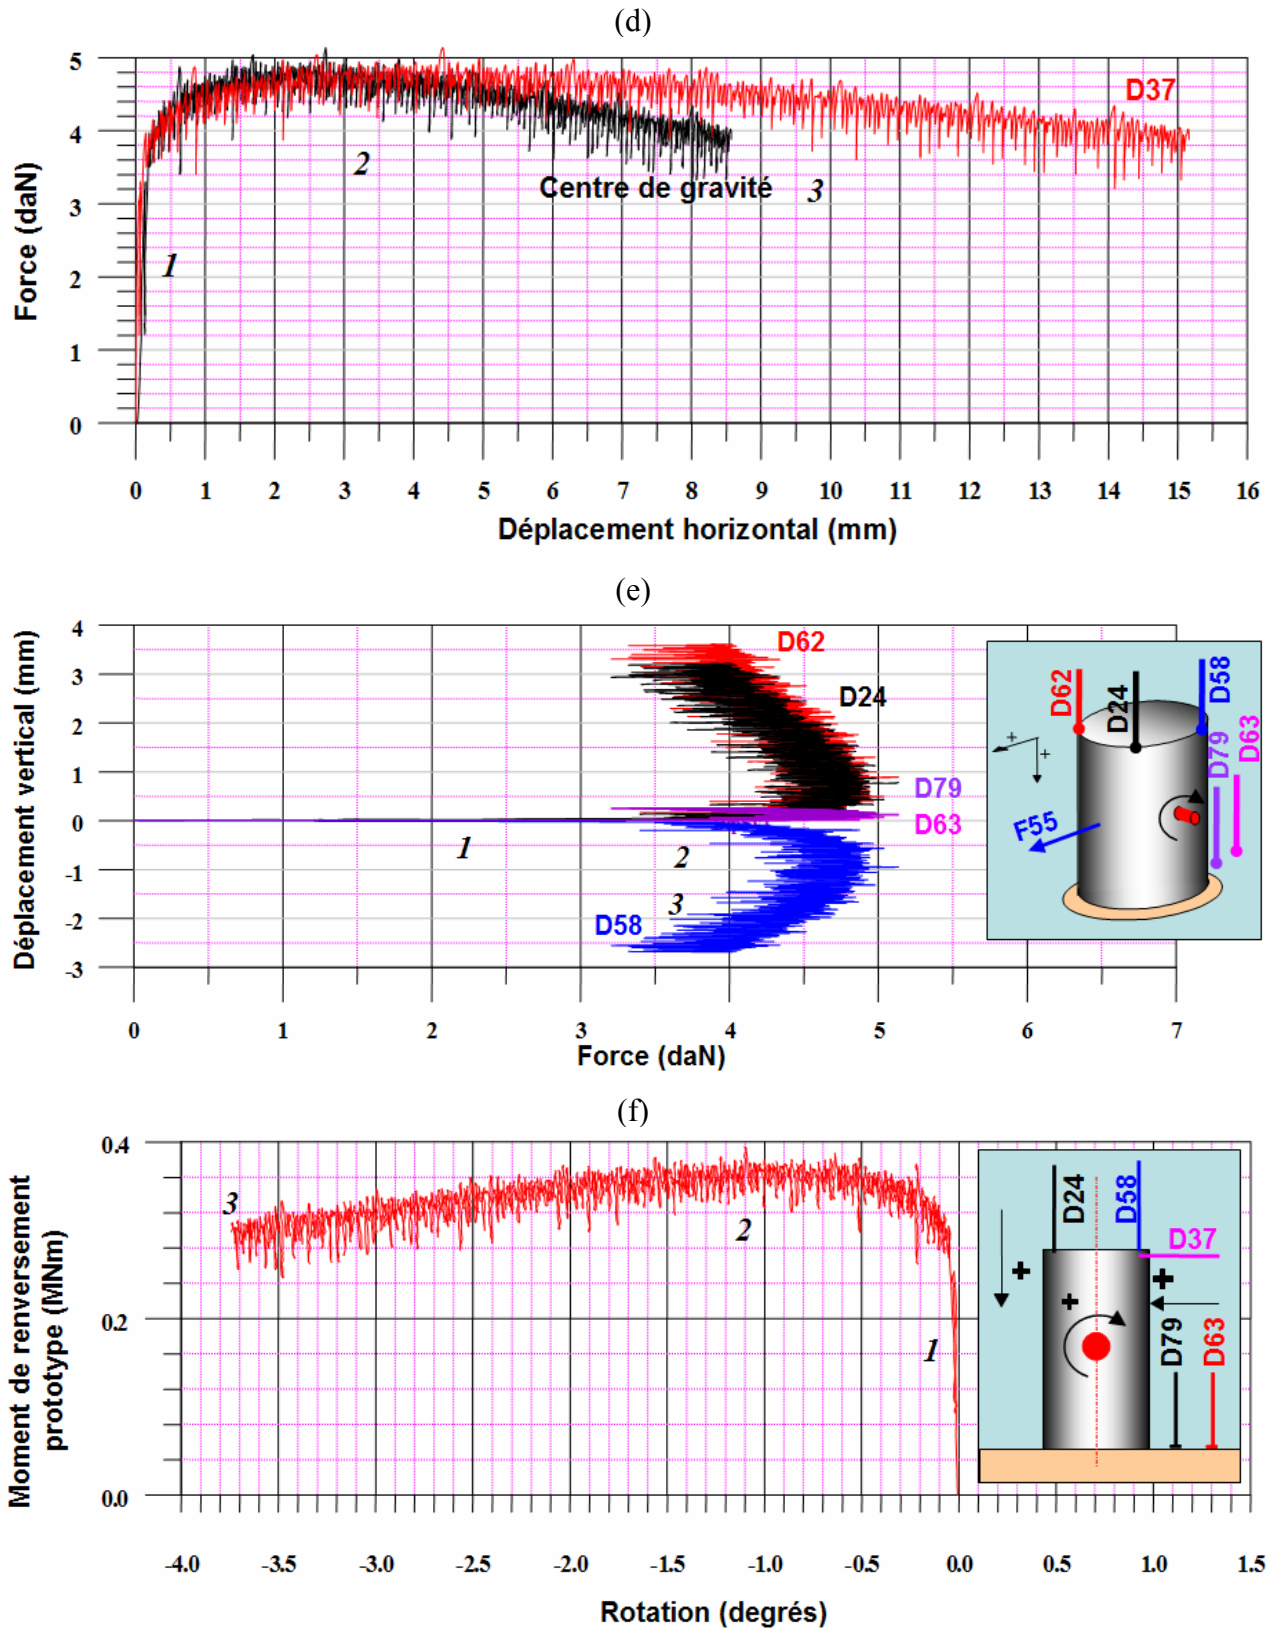 (d)
Force (daN)
5
4
3
2
1
0
D37
2
Centre de gravité
3
1
0 1 2 3 4 5 6 7 8 9 10 11 12 13 14 15 16
Déplacement horizontal (mm)
(e)
Déplacement vertical (mm)
4
3
2
1
0
-1
-2
-3
D62
D24
D79
D63
1
2
3
D58
D62
D24
D58
D79
D63
+
+
F55
0 1 2 3 4 5 6 7
Force (daN)
(f)
Moment de renversement
prototype (MNm)
0.4
0.2
0.0
3
2
1
D24
D58
D37
+
+
+
D79
D63
-4.0 -3.5 -3.0 -2.5 -2.0 -1.5 -1.0 -0.5 0.0 0.5 1.0 1.5
Rotation (degrés)